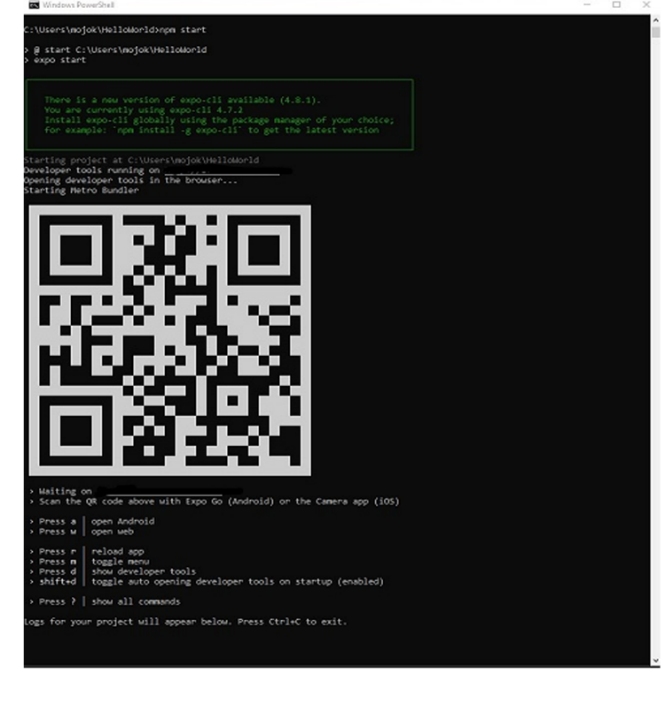 Windows PowerShell
C:\Users\mojok\HelloWorld>npm start
> @ start C:\Users\mojok\HelloWorld
> expo start
There is a new version of expo-cli available (4.8.1).
You are currently using expo-cli 4.7.2
Install expo-cli globally using the package manager of your choice;
for example: `npm install -g expo-cli` to get the latest version
Starting project at C:\Users\mojok\HelloWorld
Developer tools running on
Opening developer tools in the browser...
Starting Metro Bundler
› Waiting on
› Scan the QR code above with Expo Go (Android) or the Camera app (iOS)
› Press a │ open Android
› Press w │ open web
› Press r │ reload app
› Press m │ toggle menu
› Press d │ show developer tools
› shift+d │ toggle auto opening developer tools on startup (enabled)
› Press ? │ show all commands
Logs for your project will appear below. Press Ctrl+C to exit.